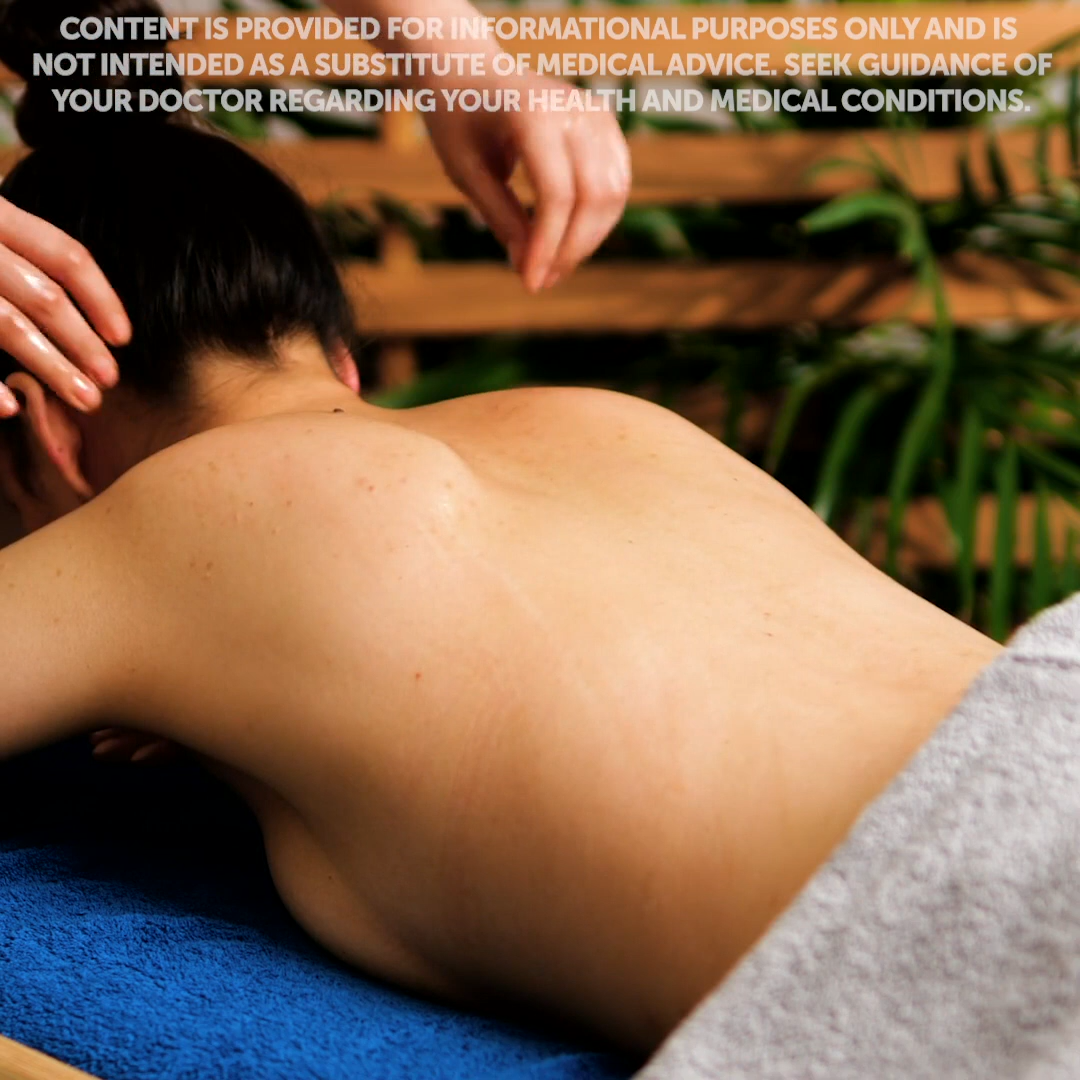 CONTENT IS PROVIDED FOR INFORMATIONAL PURPOSES ONLY AND IS
NOT INTENDED AS A SUBSTITUTE OF MEDICAL ADVICE. SEEK GUIDANCE OF
YOUR DOCTOR REGARDING YOUR HEALTH AND MEDICAL CONDITIONS.